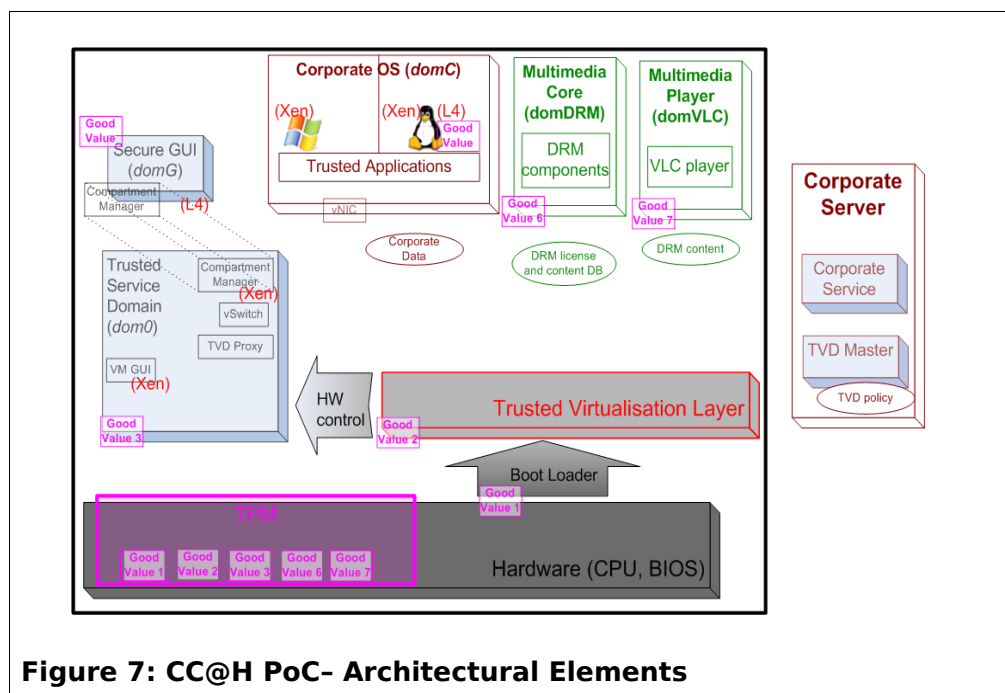 Corporate OS (domC)
(Xen)
(Xen)
(L4)
Good
Value
Trusted Applications
vNIC
Corporate
Data
Multimedia
Core
(domDRM)
DRM
components
Good
Value 6
DRM license
and content DB
Multimedia
Player
(domVLC)
VLC player
Good
Value 7
DRM content
Good
Value
Secure GUI
(domG)
Compartment
Manager
(L4)
Trusted
Service
Domain
(dom0)
Compartment
Manager
(Xen)
vSwitch
TVD Proxy
VM GUI
(Xen)
Good
Value 3
HW
control
Good
Value 2
Trusted Virtualisation Layer
Boot Loader
Good
Value 1
TPM
Good
Value 1
Good
Value 2
Good
Value 3
Good
Value 6
Good
Value 7
Hardware (CPU, BIOS)
Corporate
Server
Corporate
Service
TVD Master
TVD policy
Figure 7: CC@H PoC– Architectural Elements